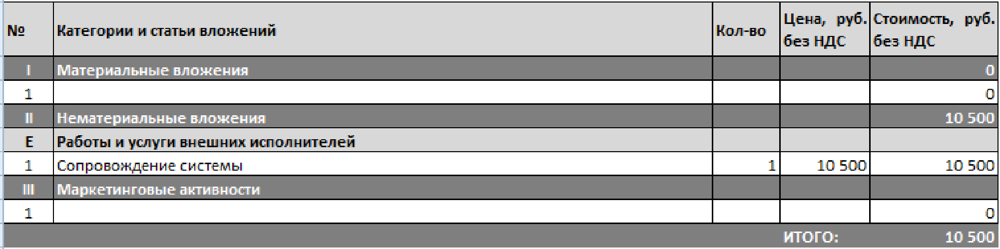 № Категории и статьи вложений Кол-во Цена, руб. без НДС Стоимость, руб. без НДС
I Материальные вложения 0
1 0
II Нематериальные вложения 10 500
Е Работы и услуги внешних исполнителей
1 Сопровождение системы 1 10 500 10 500
III Маркетинговые активности
1 0
ИТОГО: 10 500